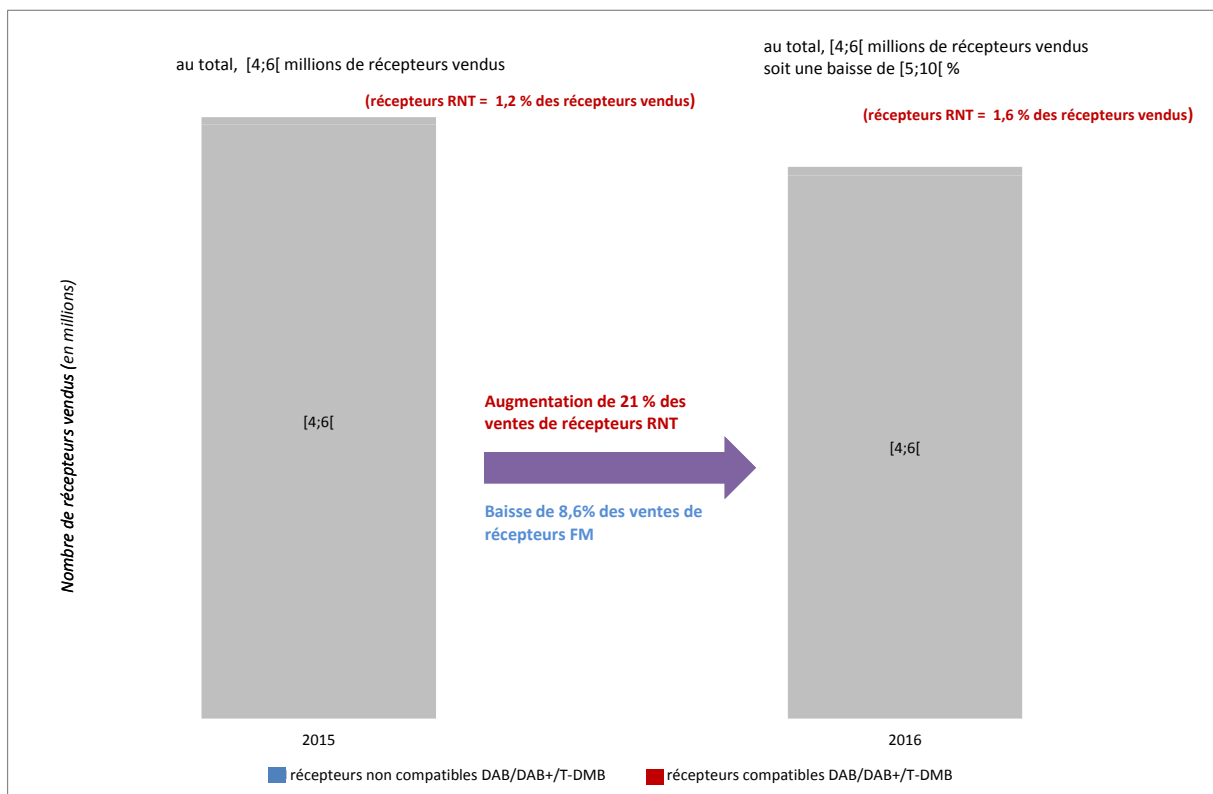 au total, [4;6[ millions de récepteurs vendus
au total, [4;6[ millions de récepteurs vendus
soit une baisse de [5;10[ %
(récepteurs RNT = 1,2 % des récepteurs vendus)
(récepteurs RNT = 1,6 % des récepteurs vendus)
Nombre de récepteurs vendus (en millions)
[4;6[
Augmentation de 21 % des
ventes de récepteurs RNT
Baisse de 8,6% des ventes de
récepteurs FM
[4;6[
2015
2016
récepteurs non compatibles DAB/DAB+/T-DMB
récepteurs compatibles DAB/DAB+/T-DMB